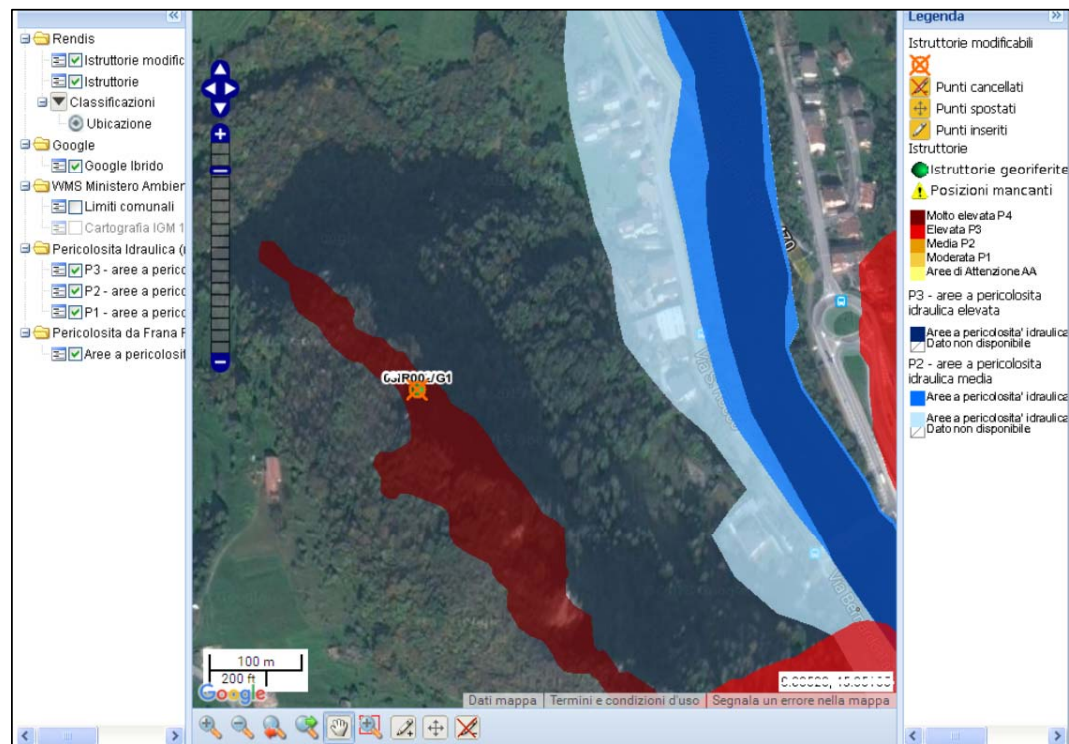 Rendis
Istruttorie modific
Istruttorie
Classificazioni
Ubicazione
Google
Google Ibrido
WMS Ministero Ambier
Limiti comunali
Cartografia IGM 1
Pericolosita Idraulica (
P3 - aree a perico
P2 - aree a perico
P1 - aree a perico
Pericolosita da Frana
Aree a pericolosit
100 m
200 ft
Google
Dati mappa
Termini e condizioni d'uso
Segnala un errore nella mappa
Legenda
Istruttorie modificabili
Punti cancellati
Punti spostati
Punti inseriti
Istruttorie
Istruttorie georiferite
Posizioni mancanti
Molto elevata P4
Elevata P3
Media P2
Moderata P1
Aree di Attenzione AA
P3 - aree a pericolosita
idraulica elevata
Aree a pericolosita' idraulica
Dato non disponibile
P2 - aree a pericolosita
idraulica media
Aree a pericolosita' idraulica
Aree a pericolosita' idraulica
Dato non disponibile